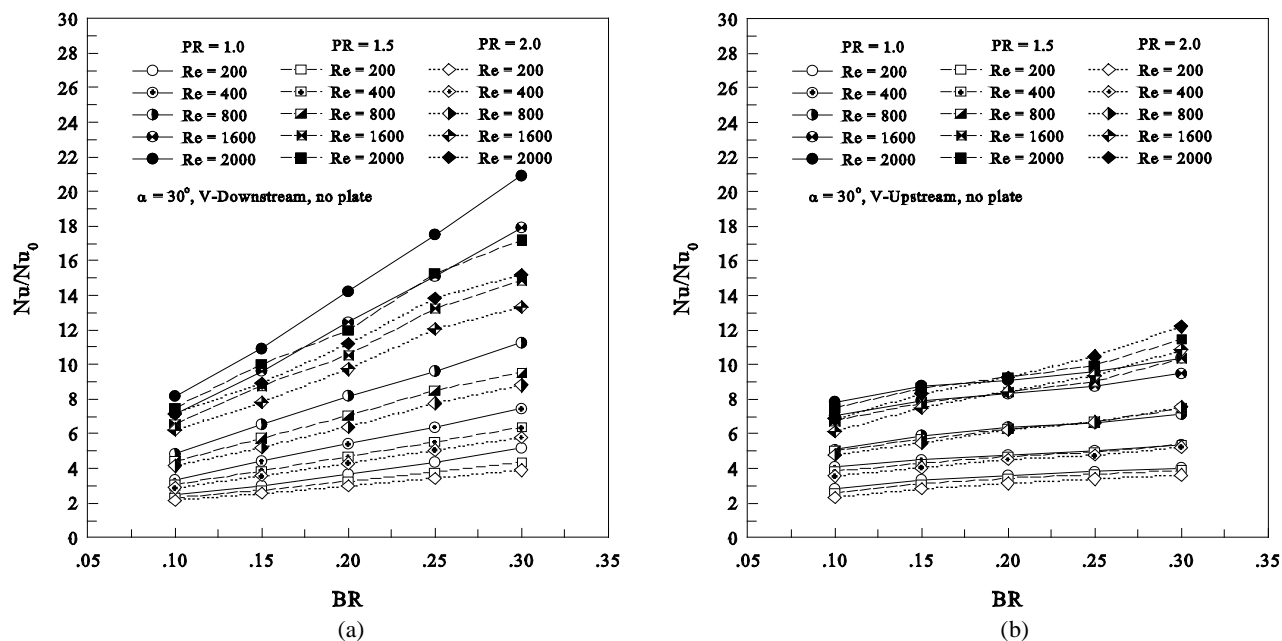 30
28
26
24
22
20
18
16
14
12
10
8
6
4
2
0
Nu/Nu0
PR = 1.0 PR = 1.5 PR = 2.0
Re = 200 Re = 200 Re = 200
Re = 400 Re = 400 Re = 400
Re = 800 Re = 800 Re = 800
Re = 1600 Re = 1600 Re = 1600
Re = 2000 Re = 2000 Re = 2000
α = 30°, V-Downstream, no plate
.05 .10 .15 .20 .25 .30 .35
BR
(a)
30
28
26
24
22
20
18
16
14
12
10
8
6
4
2
0
Nu/Nu0
PR = 1.0 PR = 1.5 PR = 2.0
Re = 200 Re = 200 Re = 200
Re = 400 Re = 400 Re = 400
Re = 800 Re = 800 Re = 800
Re = 1600 Re = 1600 Re = 1600
Re = 2000 Re = 2000 Re = 2000
α = 30°, V-Upstream, no plate
.05 .10 .15 .20 .25 .30 .35
BR
(b)